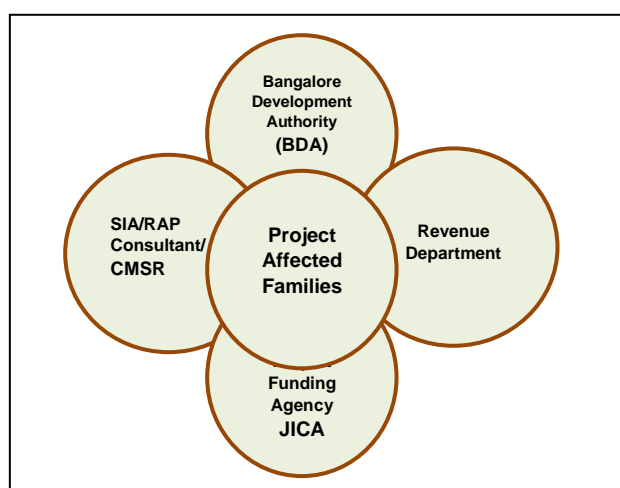 Bangalore
Development
Authority
(BDA)
SIA/RAP
Consultant/
CMSR
Project
Affected
Families
Revenue
Department
Funding
Agency
JICA